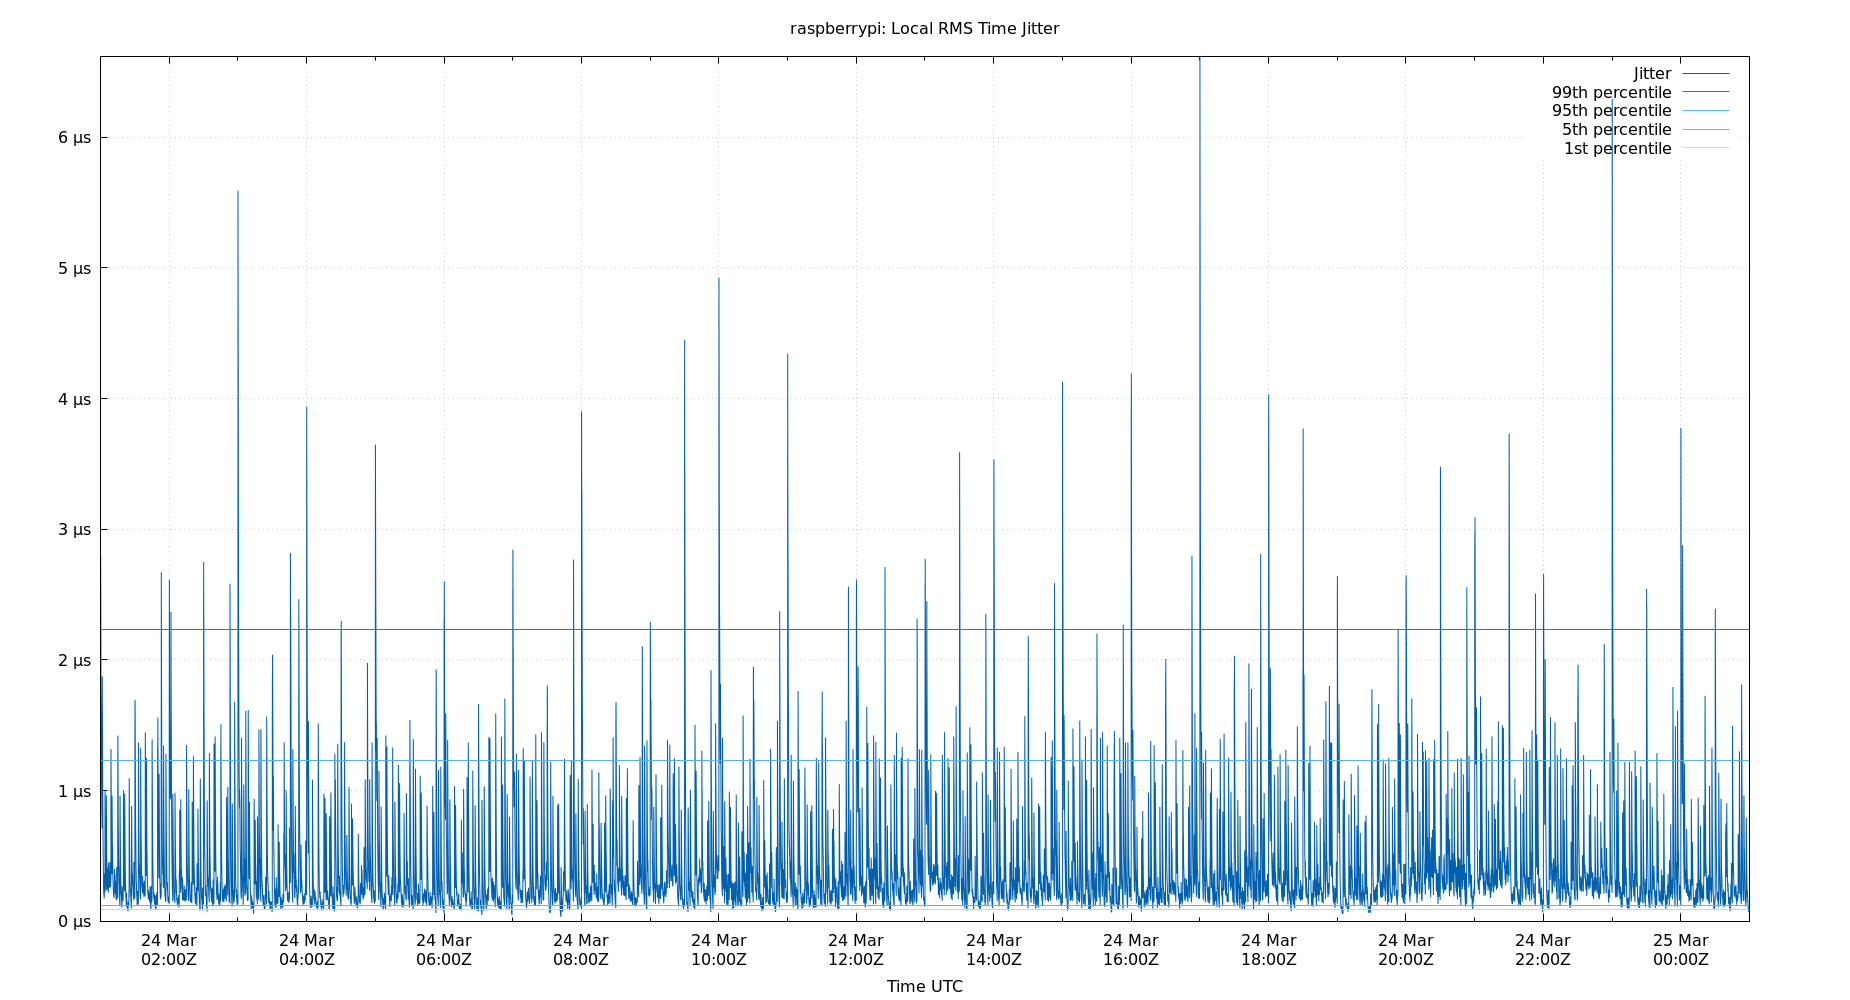 raspberrypi: Local RMS Time Jitter
Jitter
99th percentile
95th percentile
5th percentile
1st percentile
6 µs
5 µs
4 µs
3 µs
2 µs
1 µs
0 µs
24 Mar 24 Mar 24 Mar 24 Mar 24 Mar 24 Mar 24 Mar 24 Mar 24 Mar 24 Mar 24 Mar 25 Mar
02:00Z 04:00Z 06:00Z 08:00Z 10:00Z 12:00Z 14:00Z 16:00Z 18:00Z 20:00Z 22:00Z 00:00Z
Time UTC